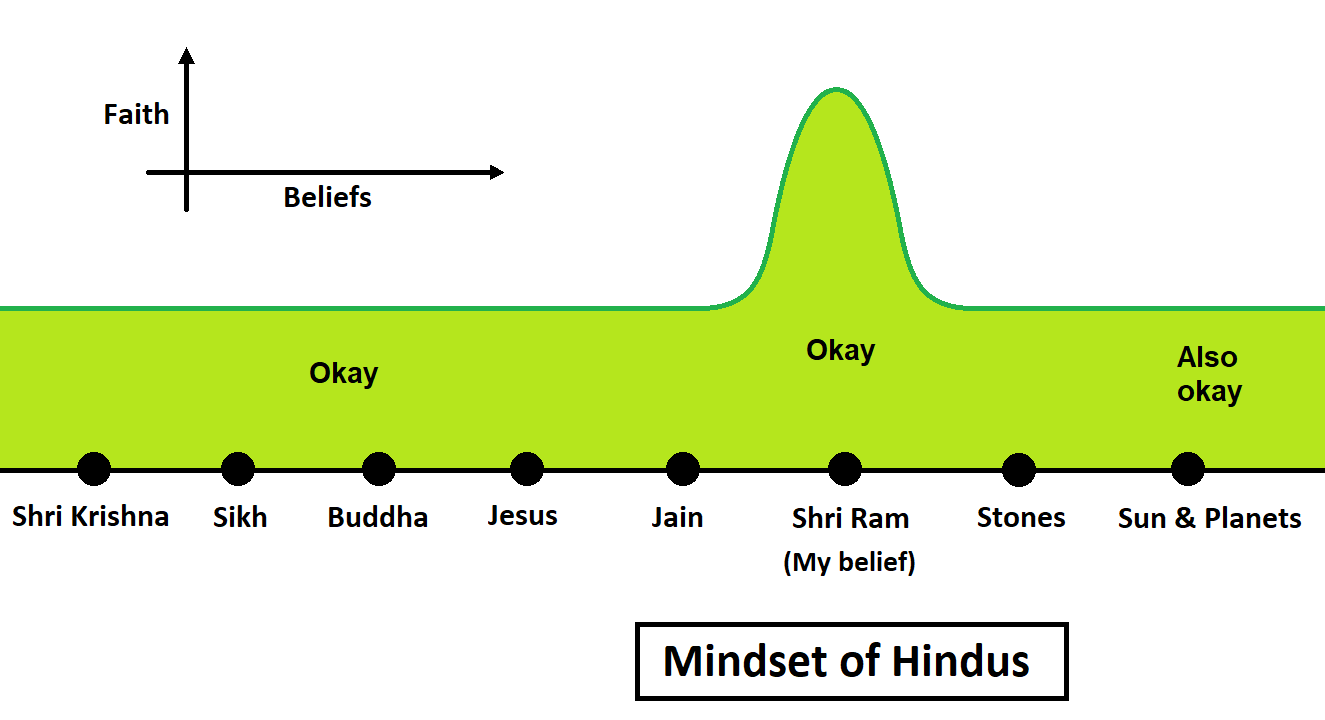 Faith
Beliefs
Okay
Okay
Also
okay
Shri Krishna
Sikh
Buddha
Jesus
Jain
Shri Ram
(My belief)
Stones
Sun & Planets
Mindset of Hindus